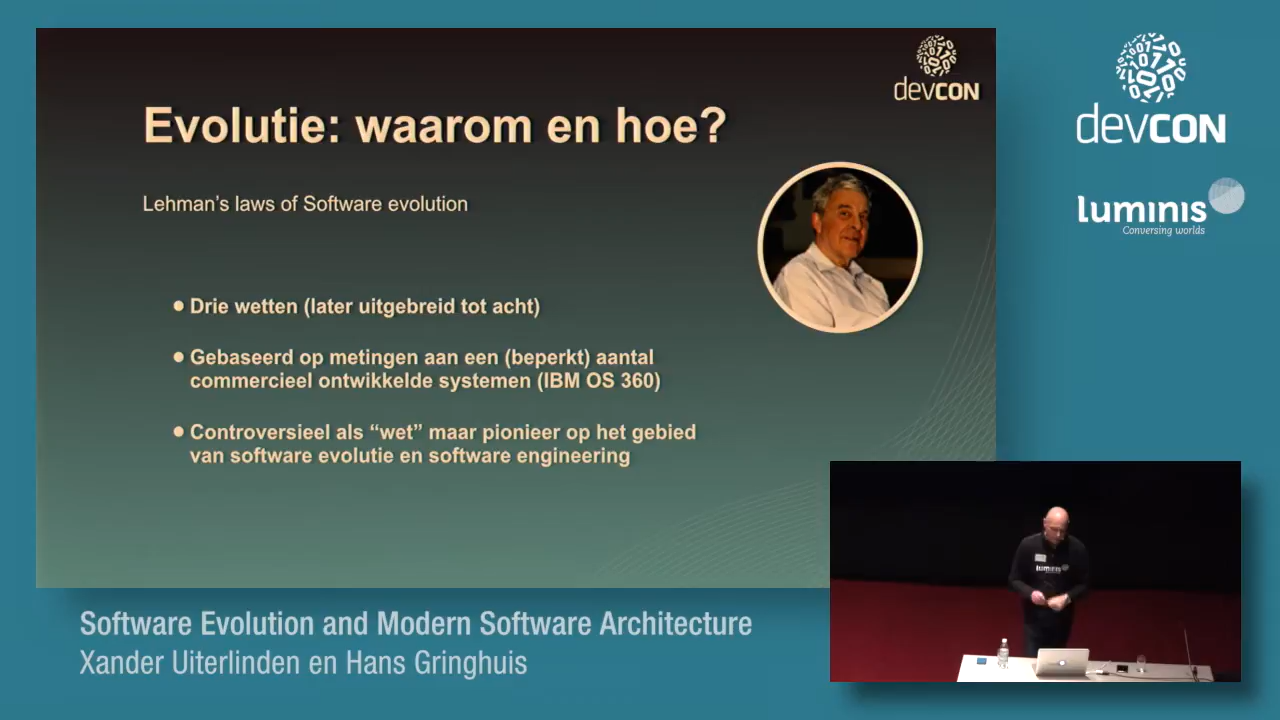 devcon
Evolutie: waarom en hoe?
Lehman's laws of Software evolution
Drie wetten (later uitgebreid tot acht)
Gebaseerd op metingen aan een (beperkt) aantal
commercieel ontwikkelde systemen (IBM OS 360)
Controversieel als “wet” maar pionier op het gebied
van software evolutie en software engineering
devcon
luminis
Conversing worlds
luminis
Software Evolution and Modern Software Architecture
Xander Uiterlinden en Hans Gringhuis